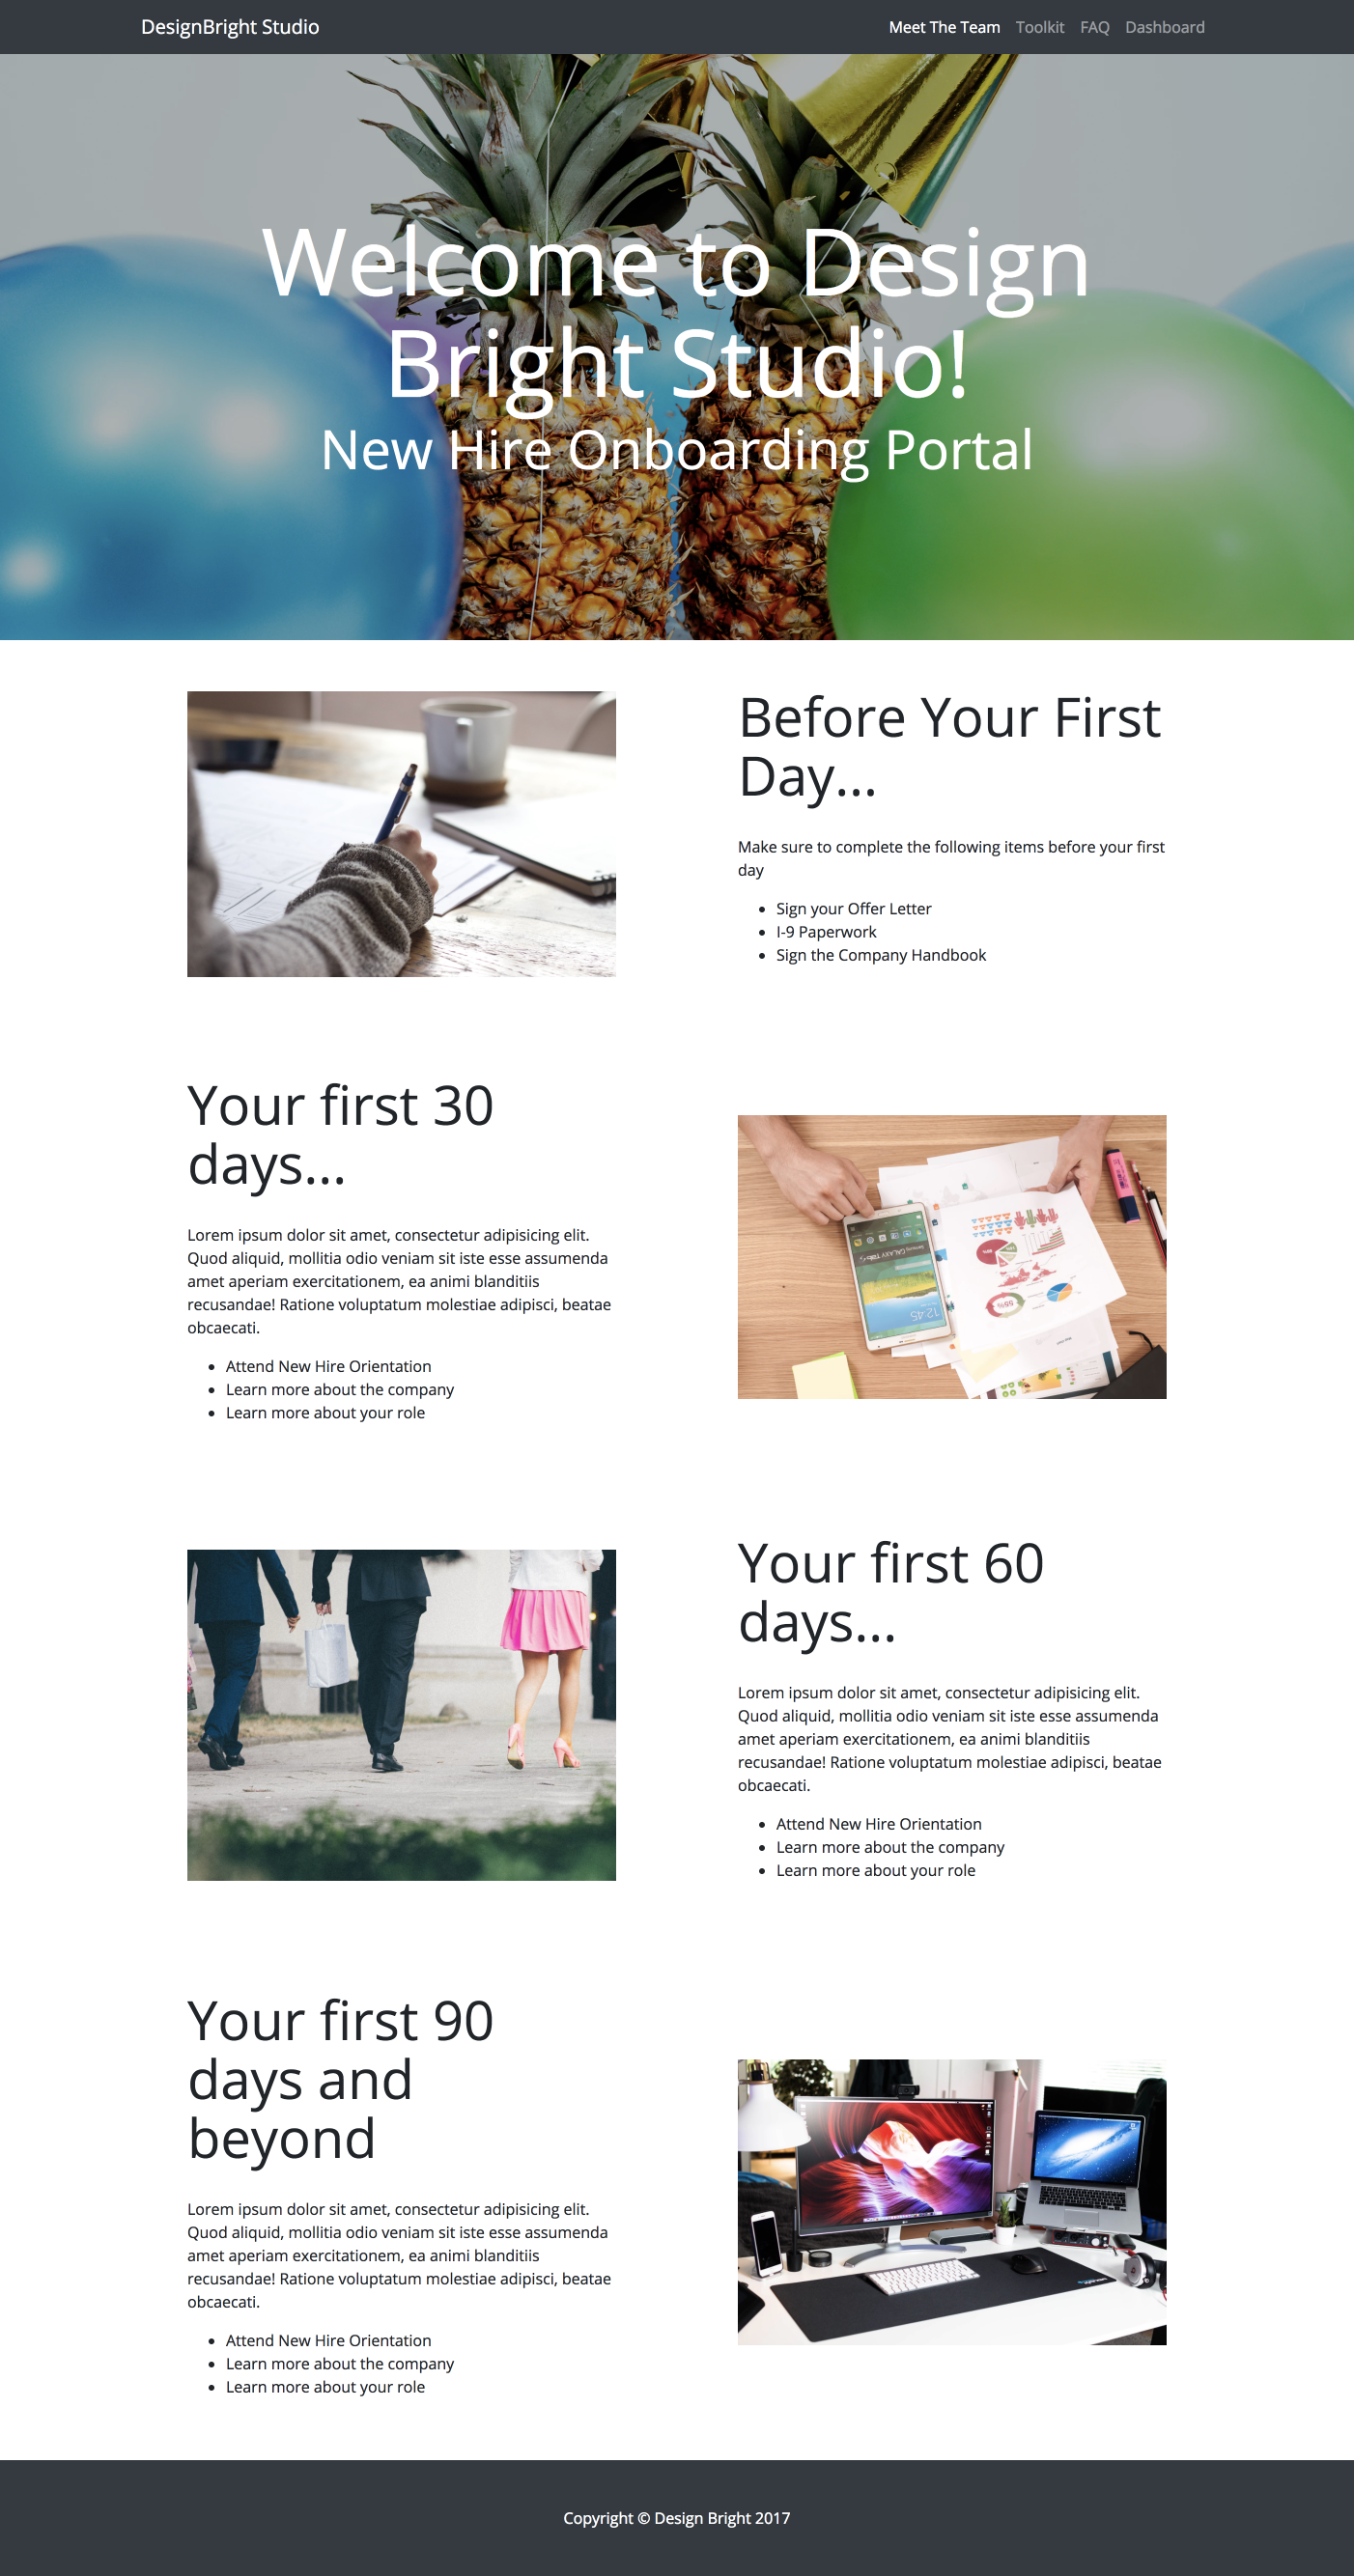 DesignBright Studio
Meet The Team Toolkit FAQ Dashboard
Welcome to Design
Bright Studio!
New Hire Onboarding Portal
Before Your First
Day...
Make sure to complete the following items before your first
day
Sign your Offer Letter
I-9 Paperwork
Sign the Company Handbook
Your first 30
days...
Lorem ipsum dolor sit amet, consectetur adipisicing elit.
Quod aliquid, mollitia odio veniam sit iste esse assumenda
amet aperiam exercitationem, ea animi blanditiis
recusandae! Ratione voluptatum molestiae adipisci, beatae
obcaecati.
Attend New Hire Orientation
Learn more about the company
Learn more about your role
Your first 60
days...
Lorem ipsum dolor sit amet, consectetur adipisicing elit.
Quod aliquid, mollitia odio veniam sit iste esse assumenda
amet aperiam exercitationem, ea animi blanditiis
recusandae! Ratione voluptatum molestiae adipisci, beatae
obcaecati.
Attend New Hire Orientation
Learn more about the company
Learn more about your role
Your first 90
days and
beyond
Lorem ipsum dolor sit amet, consectetur adipisicing elit.
Quod aliquid, mollitia odio veniam sit iste esse assumenda
amet aperiam exercitationem, ea animi blanditiis
recusandae! Ratione voluptatum molestiae adipisci, beatae
obcaecati.
Attend New Hire Orientation
Learn more about the company
Learn more about your role
Copyright © Design Bright 2017